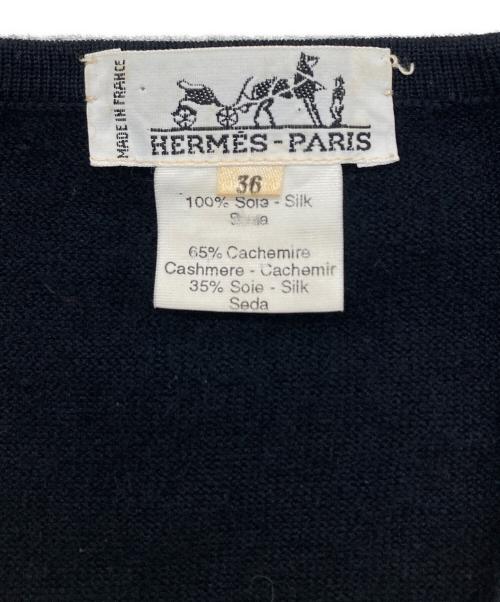 MADE IN FRANCE
HERMÈS-PARIS
36
100% Soie - Silk
65% Cachemire
Cashmere - Cachemir
35% Soie - Silk
Seda